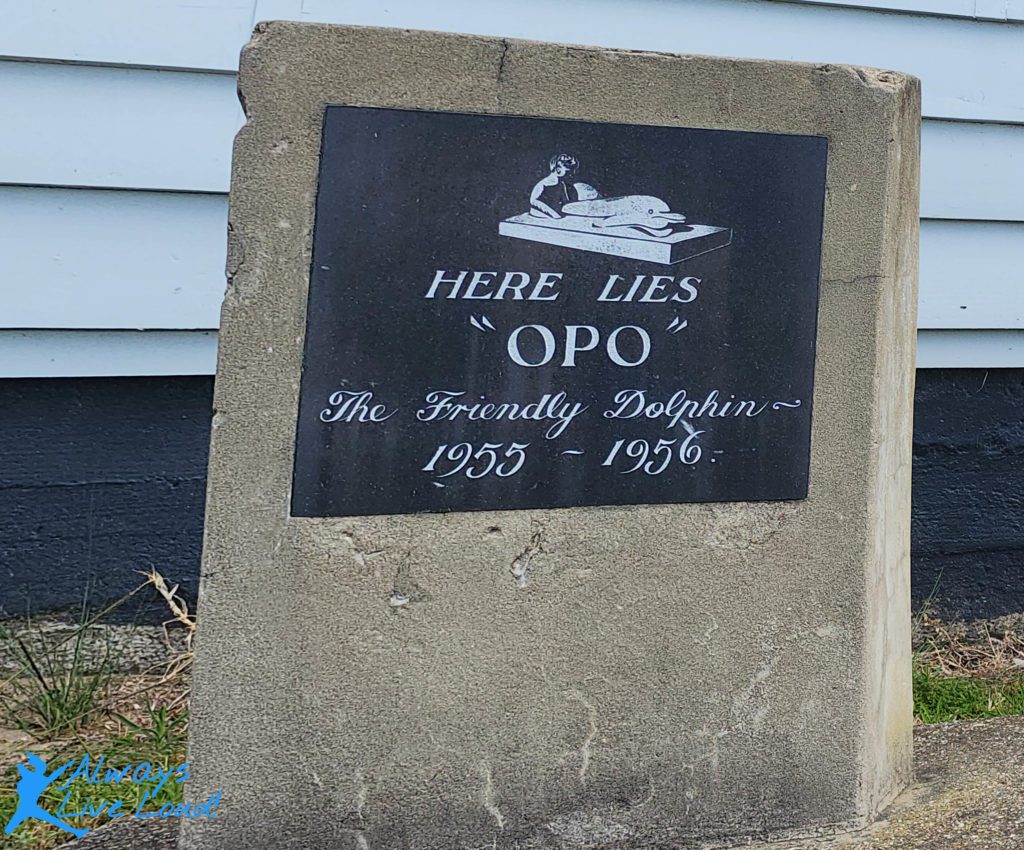 HERE LIES
"OPO"
The Friendly Dolphin ~
1955 - 1956.
Always
Live Loud!